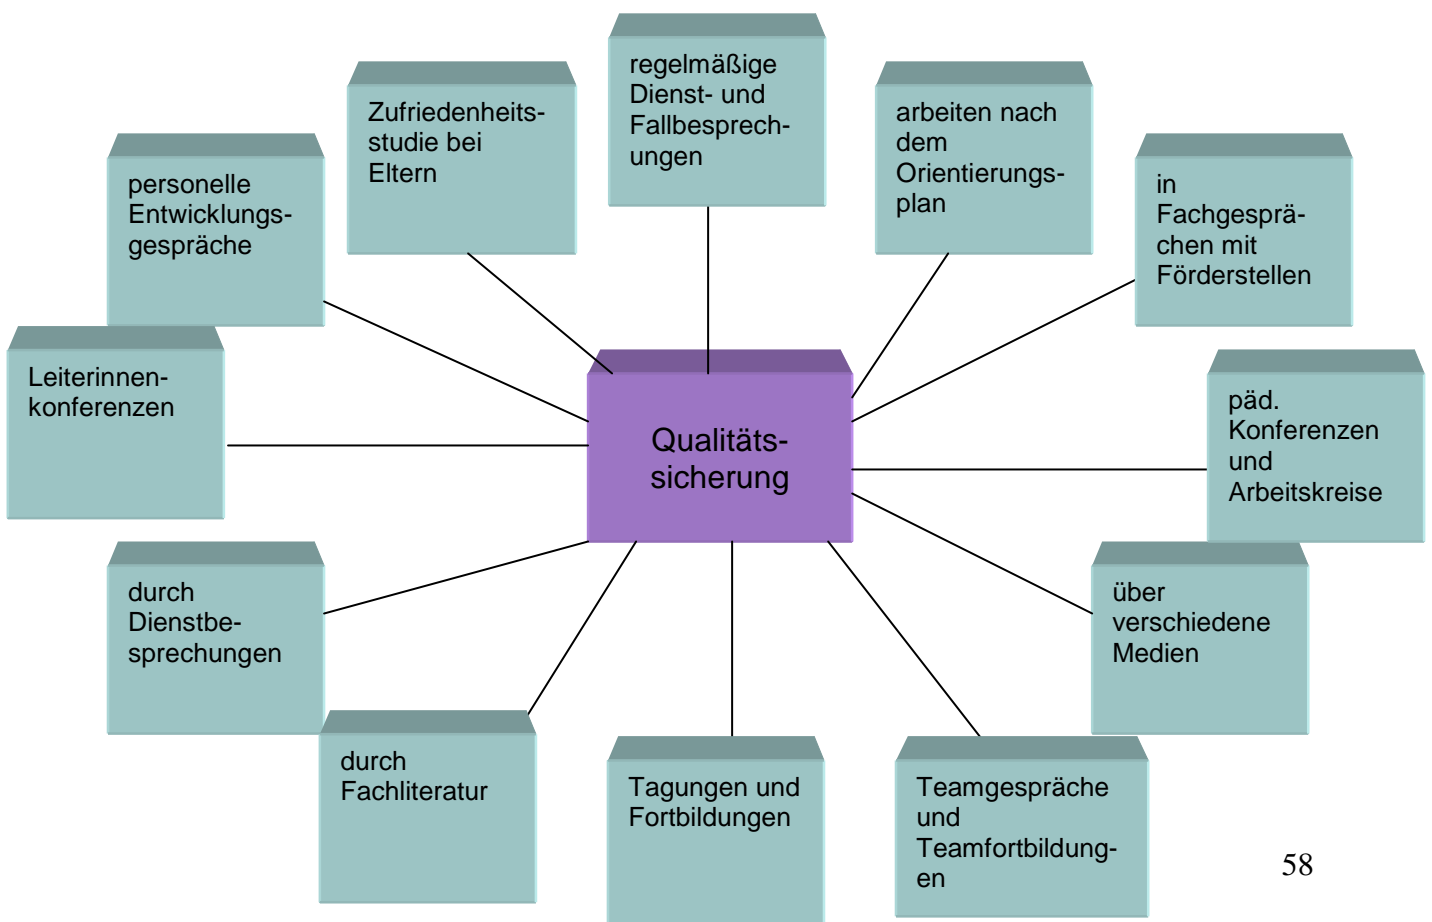 regelmäßige
Dienst- und
Fallbesprech-
ungen
Zufriedenheits-
studie bei
Eltern
arbeiten nach
dem
Orientierungs-
plan
personelle
Entwicklungs-
gespräche
in
Fachgesprä-
chen mit
Förderstellen
Leiterinnen-
konferenzen
Qualitäts-
sicherung
päd.
Konferenzen
und
Arbeitskreise
durch
Dienstbe-
sprechungen
über
verschiedene
Medien
durch
Fachliteratur
Tagungen und
Fortbildungen
Teamgespräche
und
Teamfortbildung-
en
58